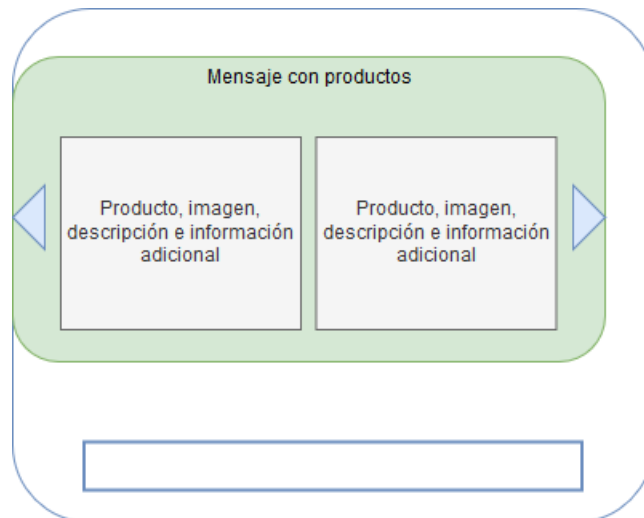 Mensaje con productos
Producto, imagen,
descripción e información
adicional
Producto, imagen,
descripción e información
adicional